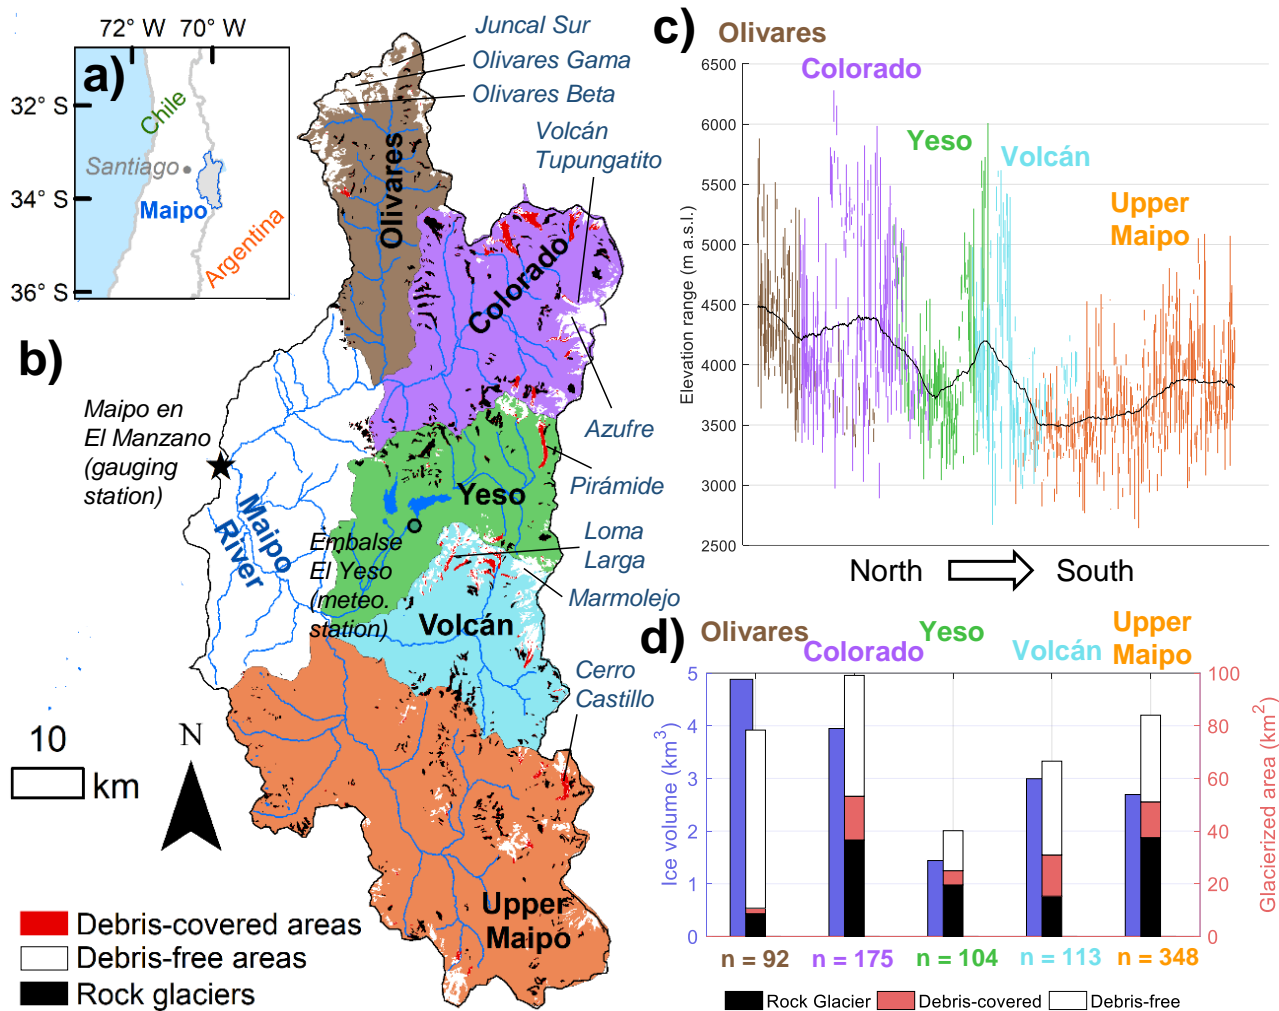 72° W 70° W
a)
32° S
34° S
36° S
Chile
Santiago
Maipo
Argentina
Juncal Sur
Olivares Gama
Olivares Beta
Volcán
Tupungatito
Olivares
Colorado
b)
Maipo en
El Manzano
(gauging
station)
Maipo
River
Azufre
Pirámide
Yeso
Embalse
El Yeso
(meteo.
station)
Loma
Larga
Marmolejo
Volcán
Cerro
Castillo
10
km
N
Upper
Maipo
Debris-covered areas
Debris-free areas
Rock glaciers
c)
Olivares
Colorado
Yeso
Volcán
Upper
Maipo
Elevation range (m a.s.l.)
6500
6000
5500
5000
4500
4000
3500
3000
2500
North
South
d)
Olivares
Colorado
Yeso
Volcán
Upper
Maipo
Ice volume (km³)
5
4
3
2
1
0
Glacierized area (km²)
100
80
60
40
20
0
n = 92
n = 175
n = 104
n = 113
n = 348
Rock Glacier
Debris-covered
Debris-free